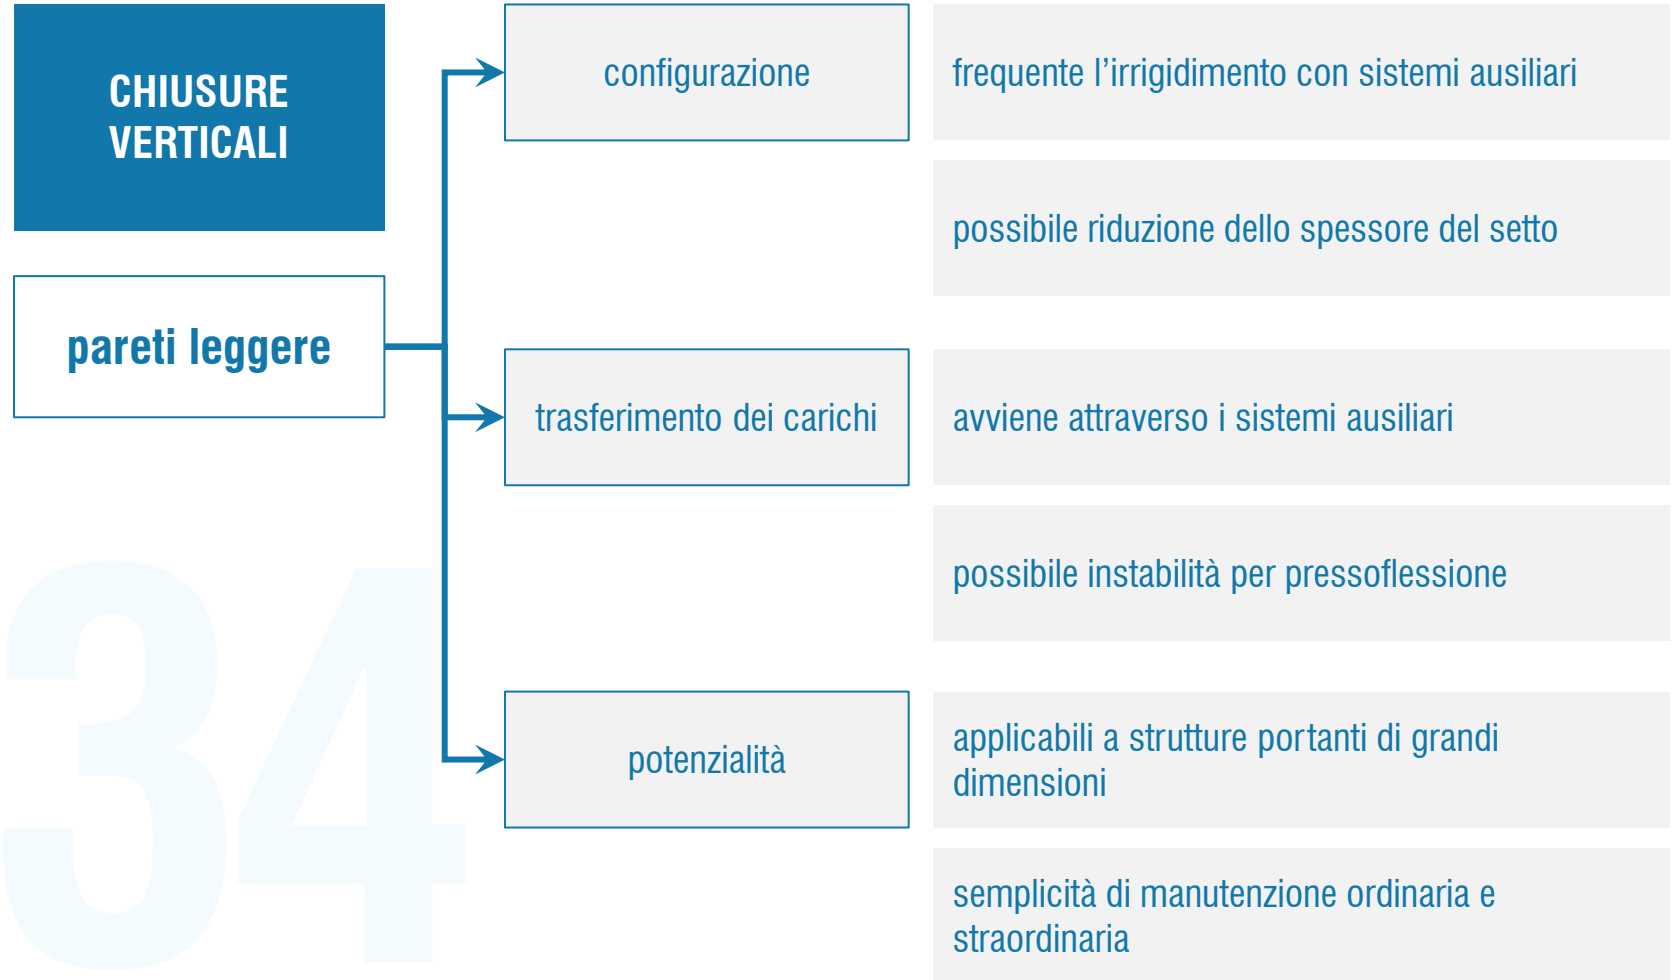 CHIUSURE
VERTICALI
pareti leggere
configurazione
frequente l’irrigidimento con sistemi ausiliari
possibile riduzione dello spessore del setto
trasferimento dei carichi
avviene attraverso i sistemi ausiliari
possibile instabilità per pressoflessione
potenzialità
applicabili a strutture portanti di grandi
dimensioni
semplicità di manutenzione ordinaria e
straordinaria
34